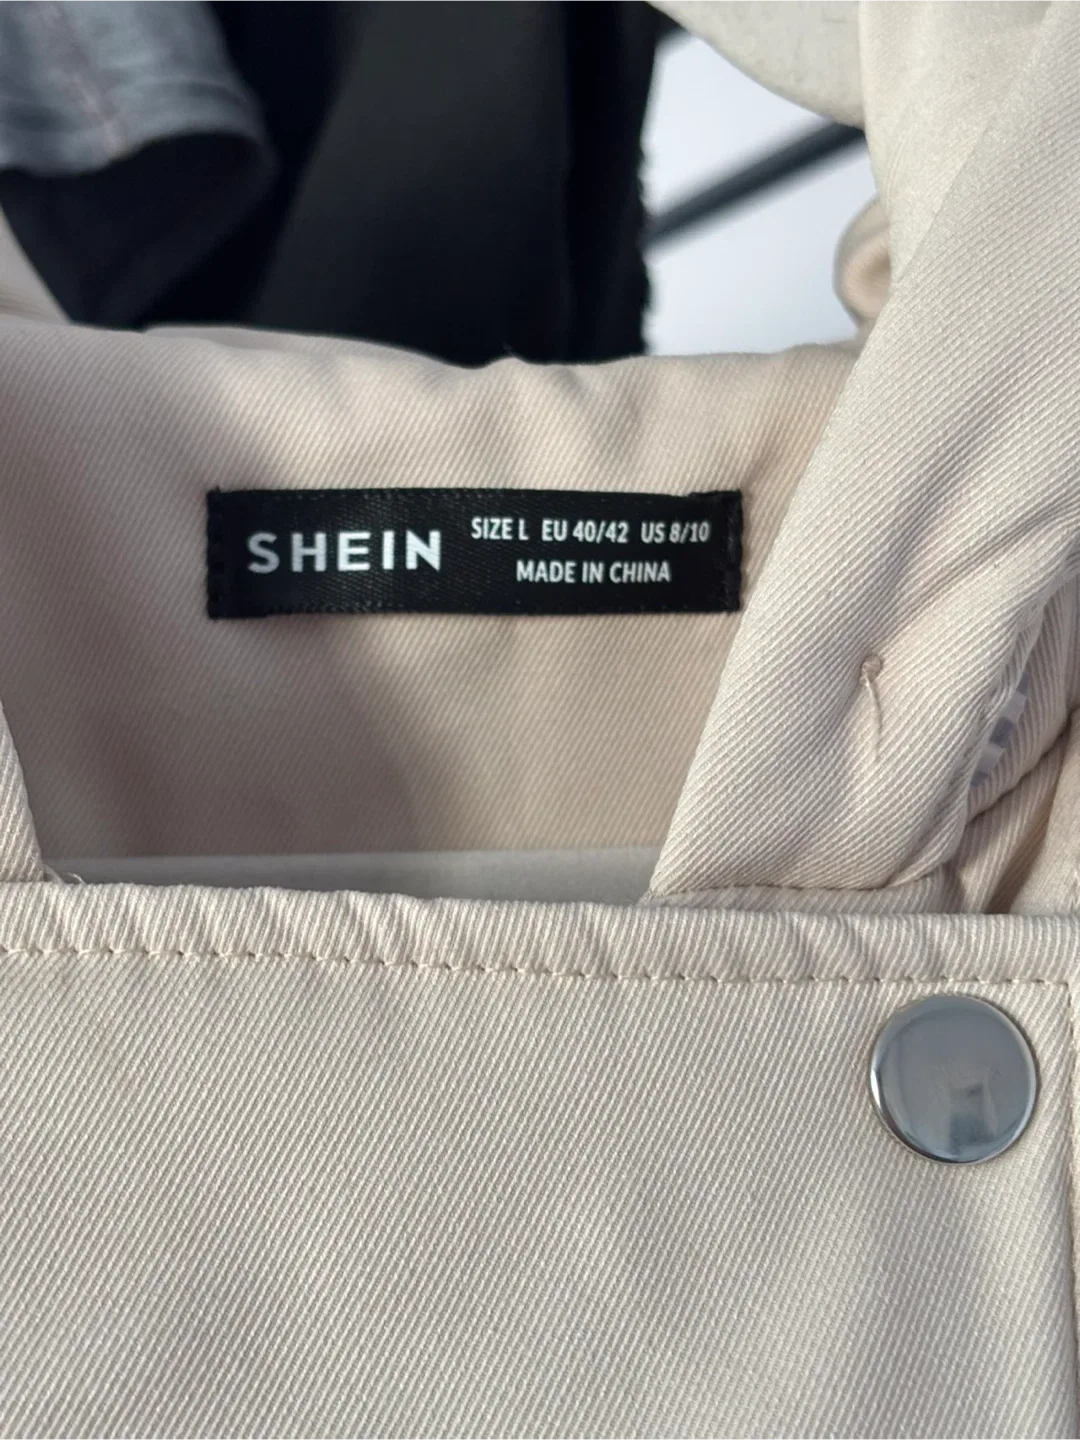 SHEIN
SIZE L EU 40/42 US 8/10
MADE IN CHINA